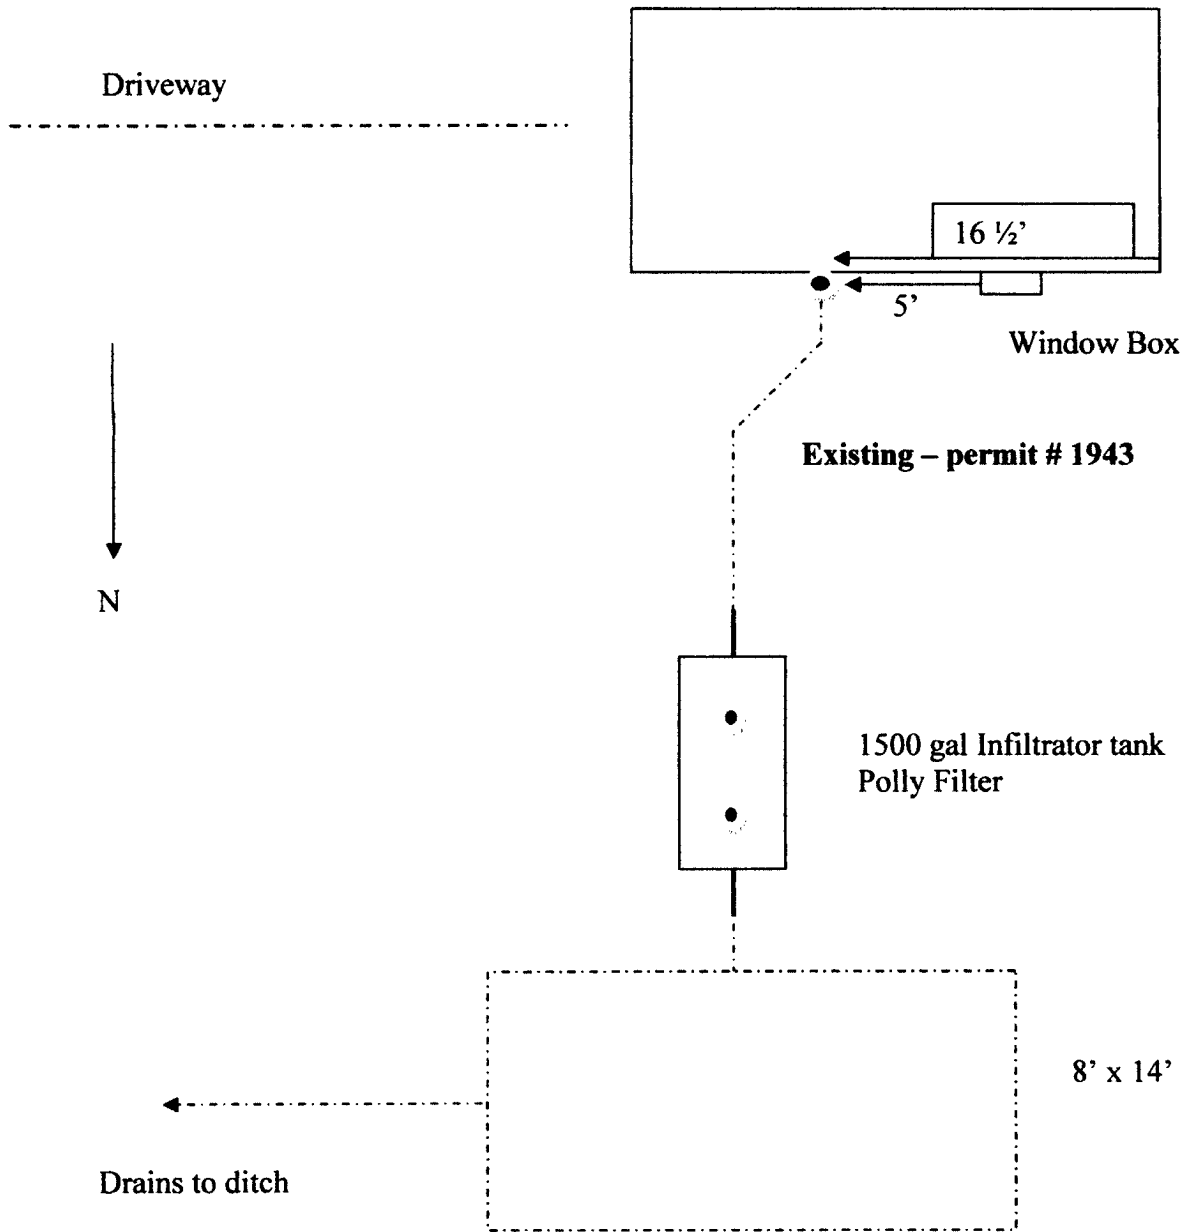 Driveway
16 ½’
5’
Window Box
Existing – permit # 1943
N
1500 gal Infiltrator tank
Polly Filter
8’ x 14’
Drains to ditch